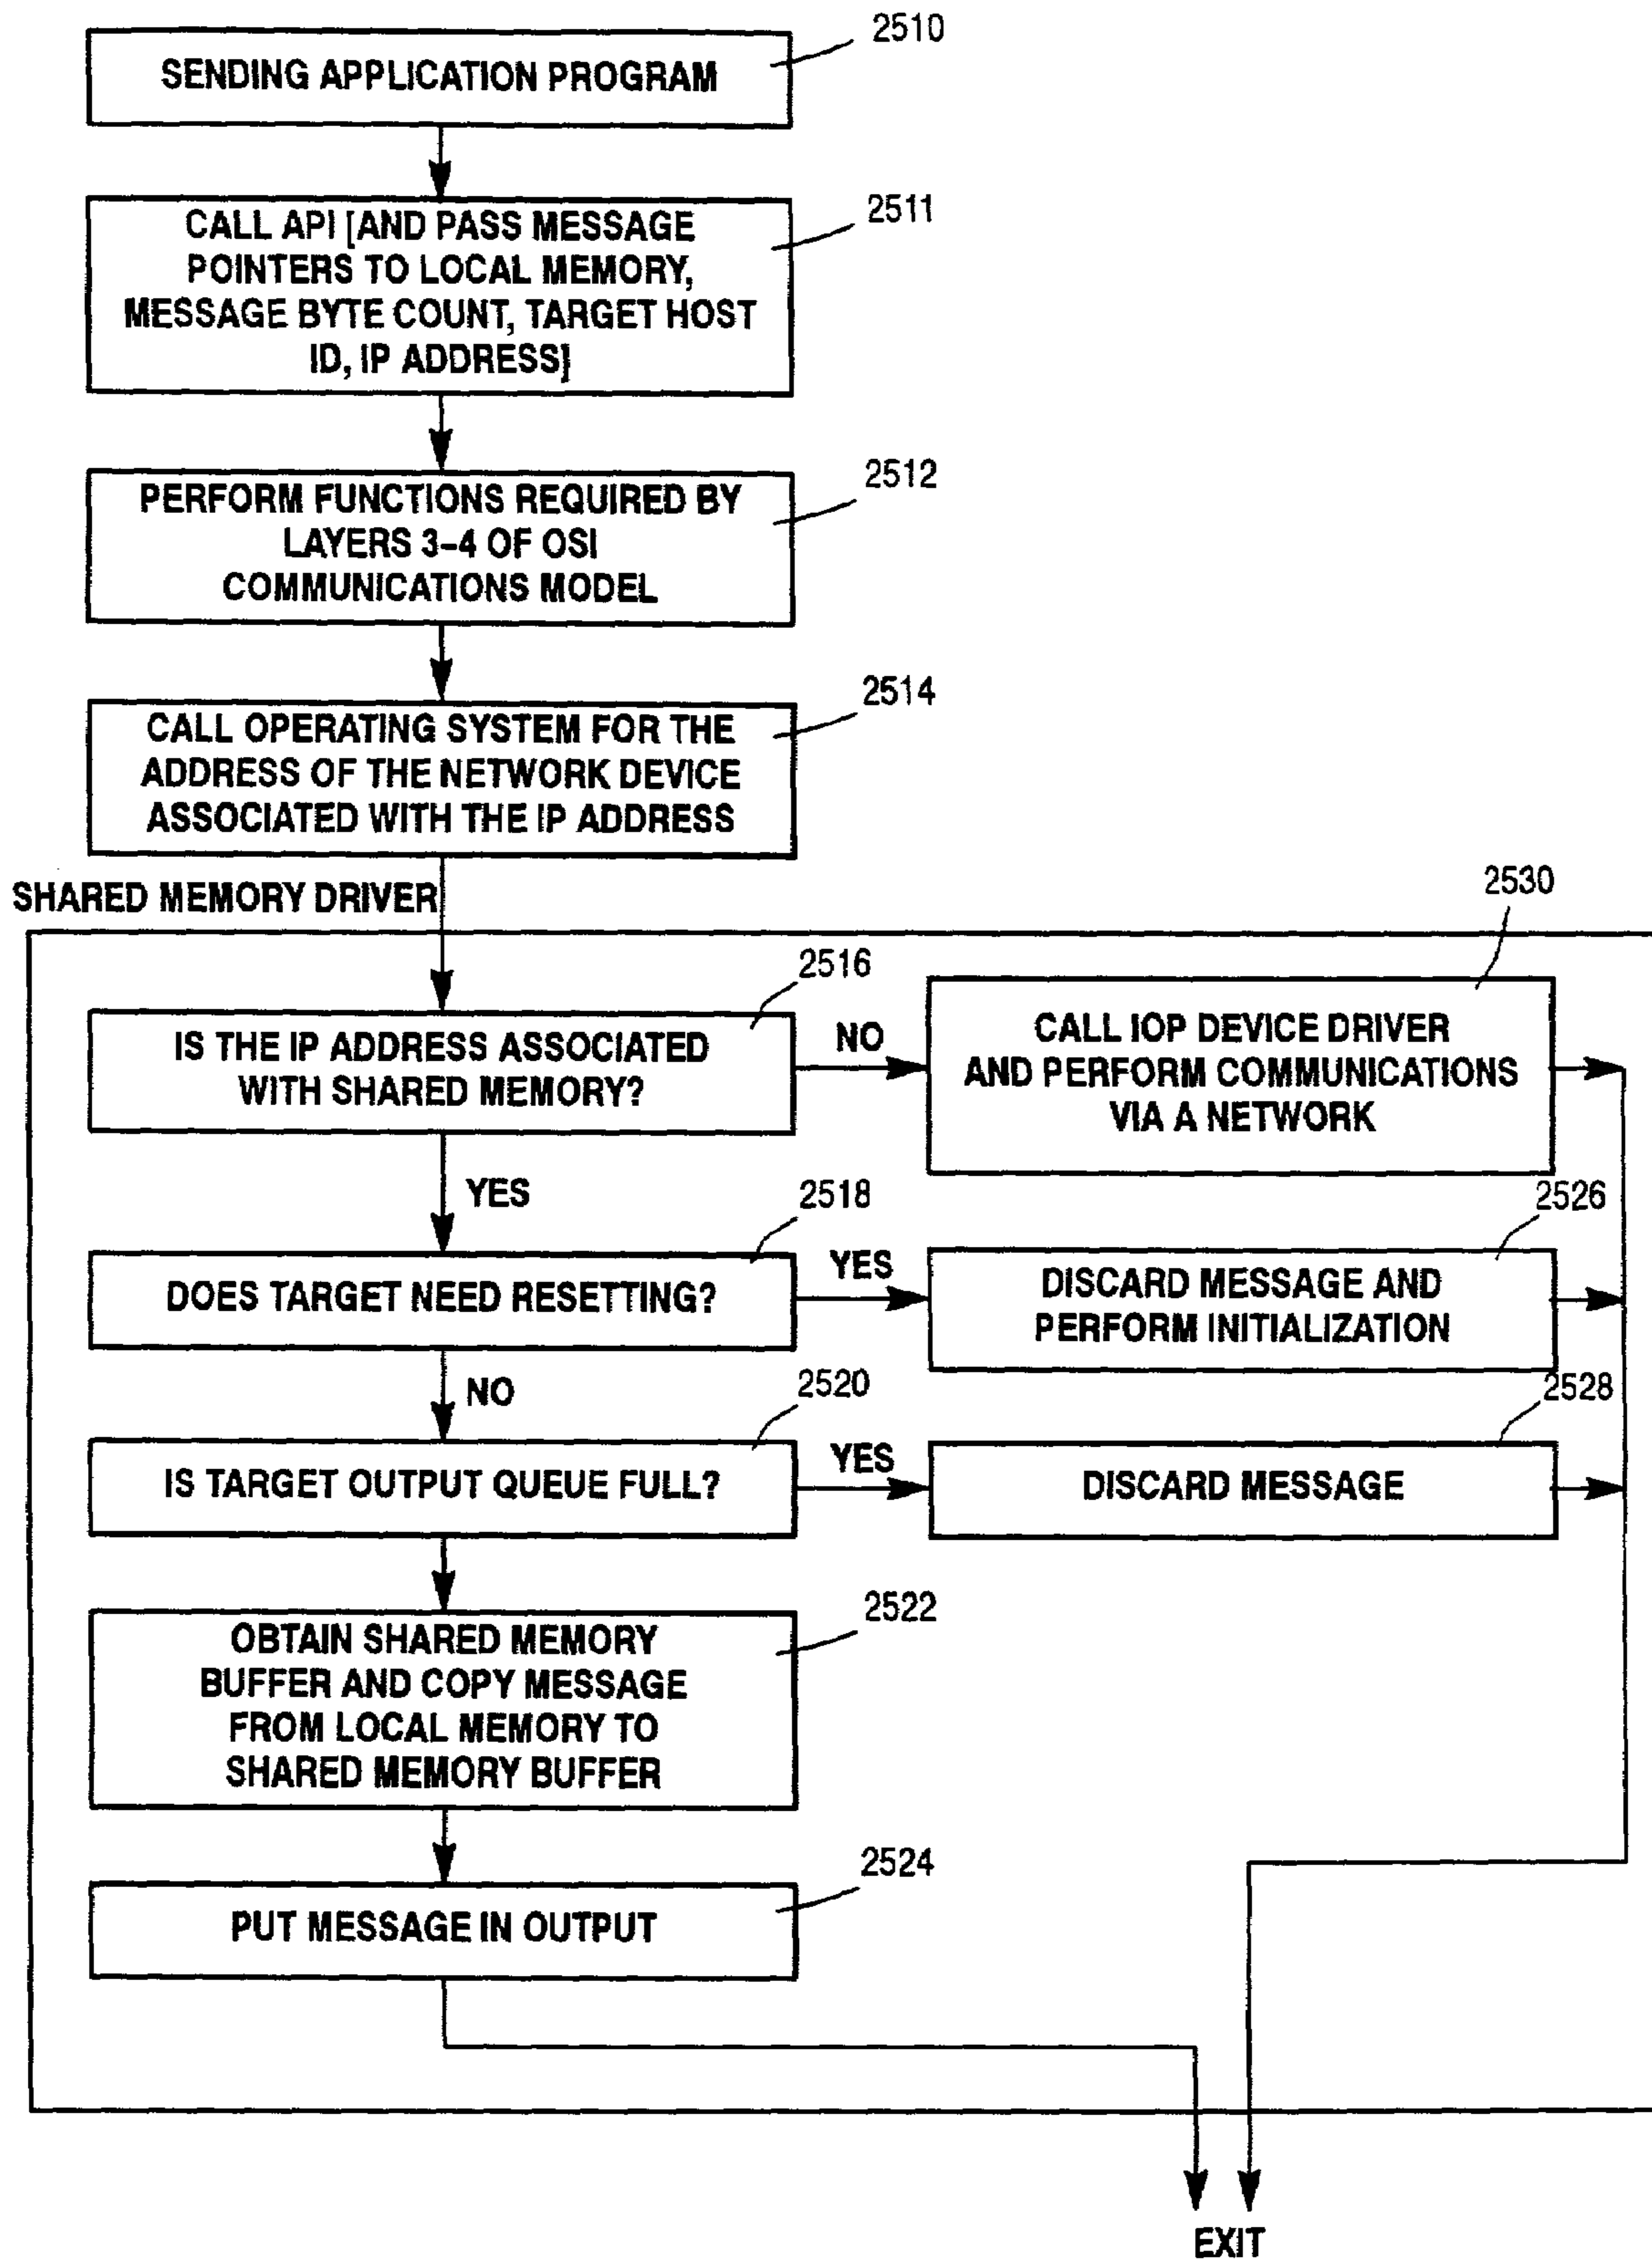 2510
SENDING APPLICATION PROGRAM
2511
CALL API [AND PASS MESSAGE
POINTERS TO LOCAL MEMORY,
MESSAGE BYTE COUNT, TARGET HOST
ID, IP ADDRESS]
2512
PERFORM FUNCTIONS REQUIRED BY
LAYERS 3-4 OF OSI
COMMUNICATIONS MODEL
2514
CALL OPERATING SYSTEM FOR THE
ADDRESS OF THE NETWORK DEVICE
ASSOCIATED WITH THE IP ADDRESS
SHARED MEMORY DRIVER
2516
IS THE IP ADDRESS ASSOCIATED
WITH SHARED MEMORY?
NO
2530
CALL IOP DEVICE DRIVER
AND PERFORM COMMUNICATIONS
VIA A NETWORK
YES
2518
DOES TARGET NEED RESETTING?
YES
2526
DISCARD MESSAGE AND
PERFORM INITIALIZATION
NO
2520
IS TARGET OUTPUT QUEUE FULL?
YES
2528
DISCARD MESSAGE
2522
OBTAIN SHARED MEMORY
BUFFER AND COPY MESSAGE
FROM LOCAL MEMORY TO
SHARED MEMORY BUFFER
2524
PUT MESSAGE IN OUTPUT
EXIT